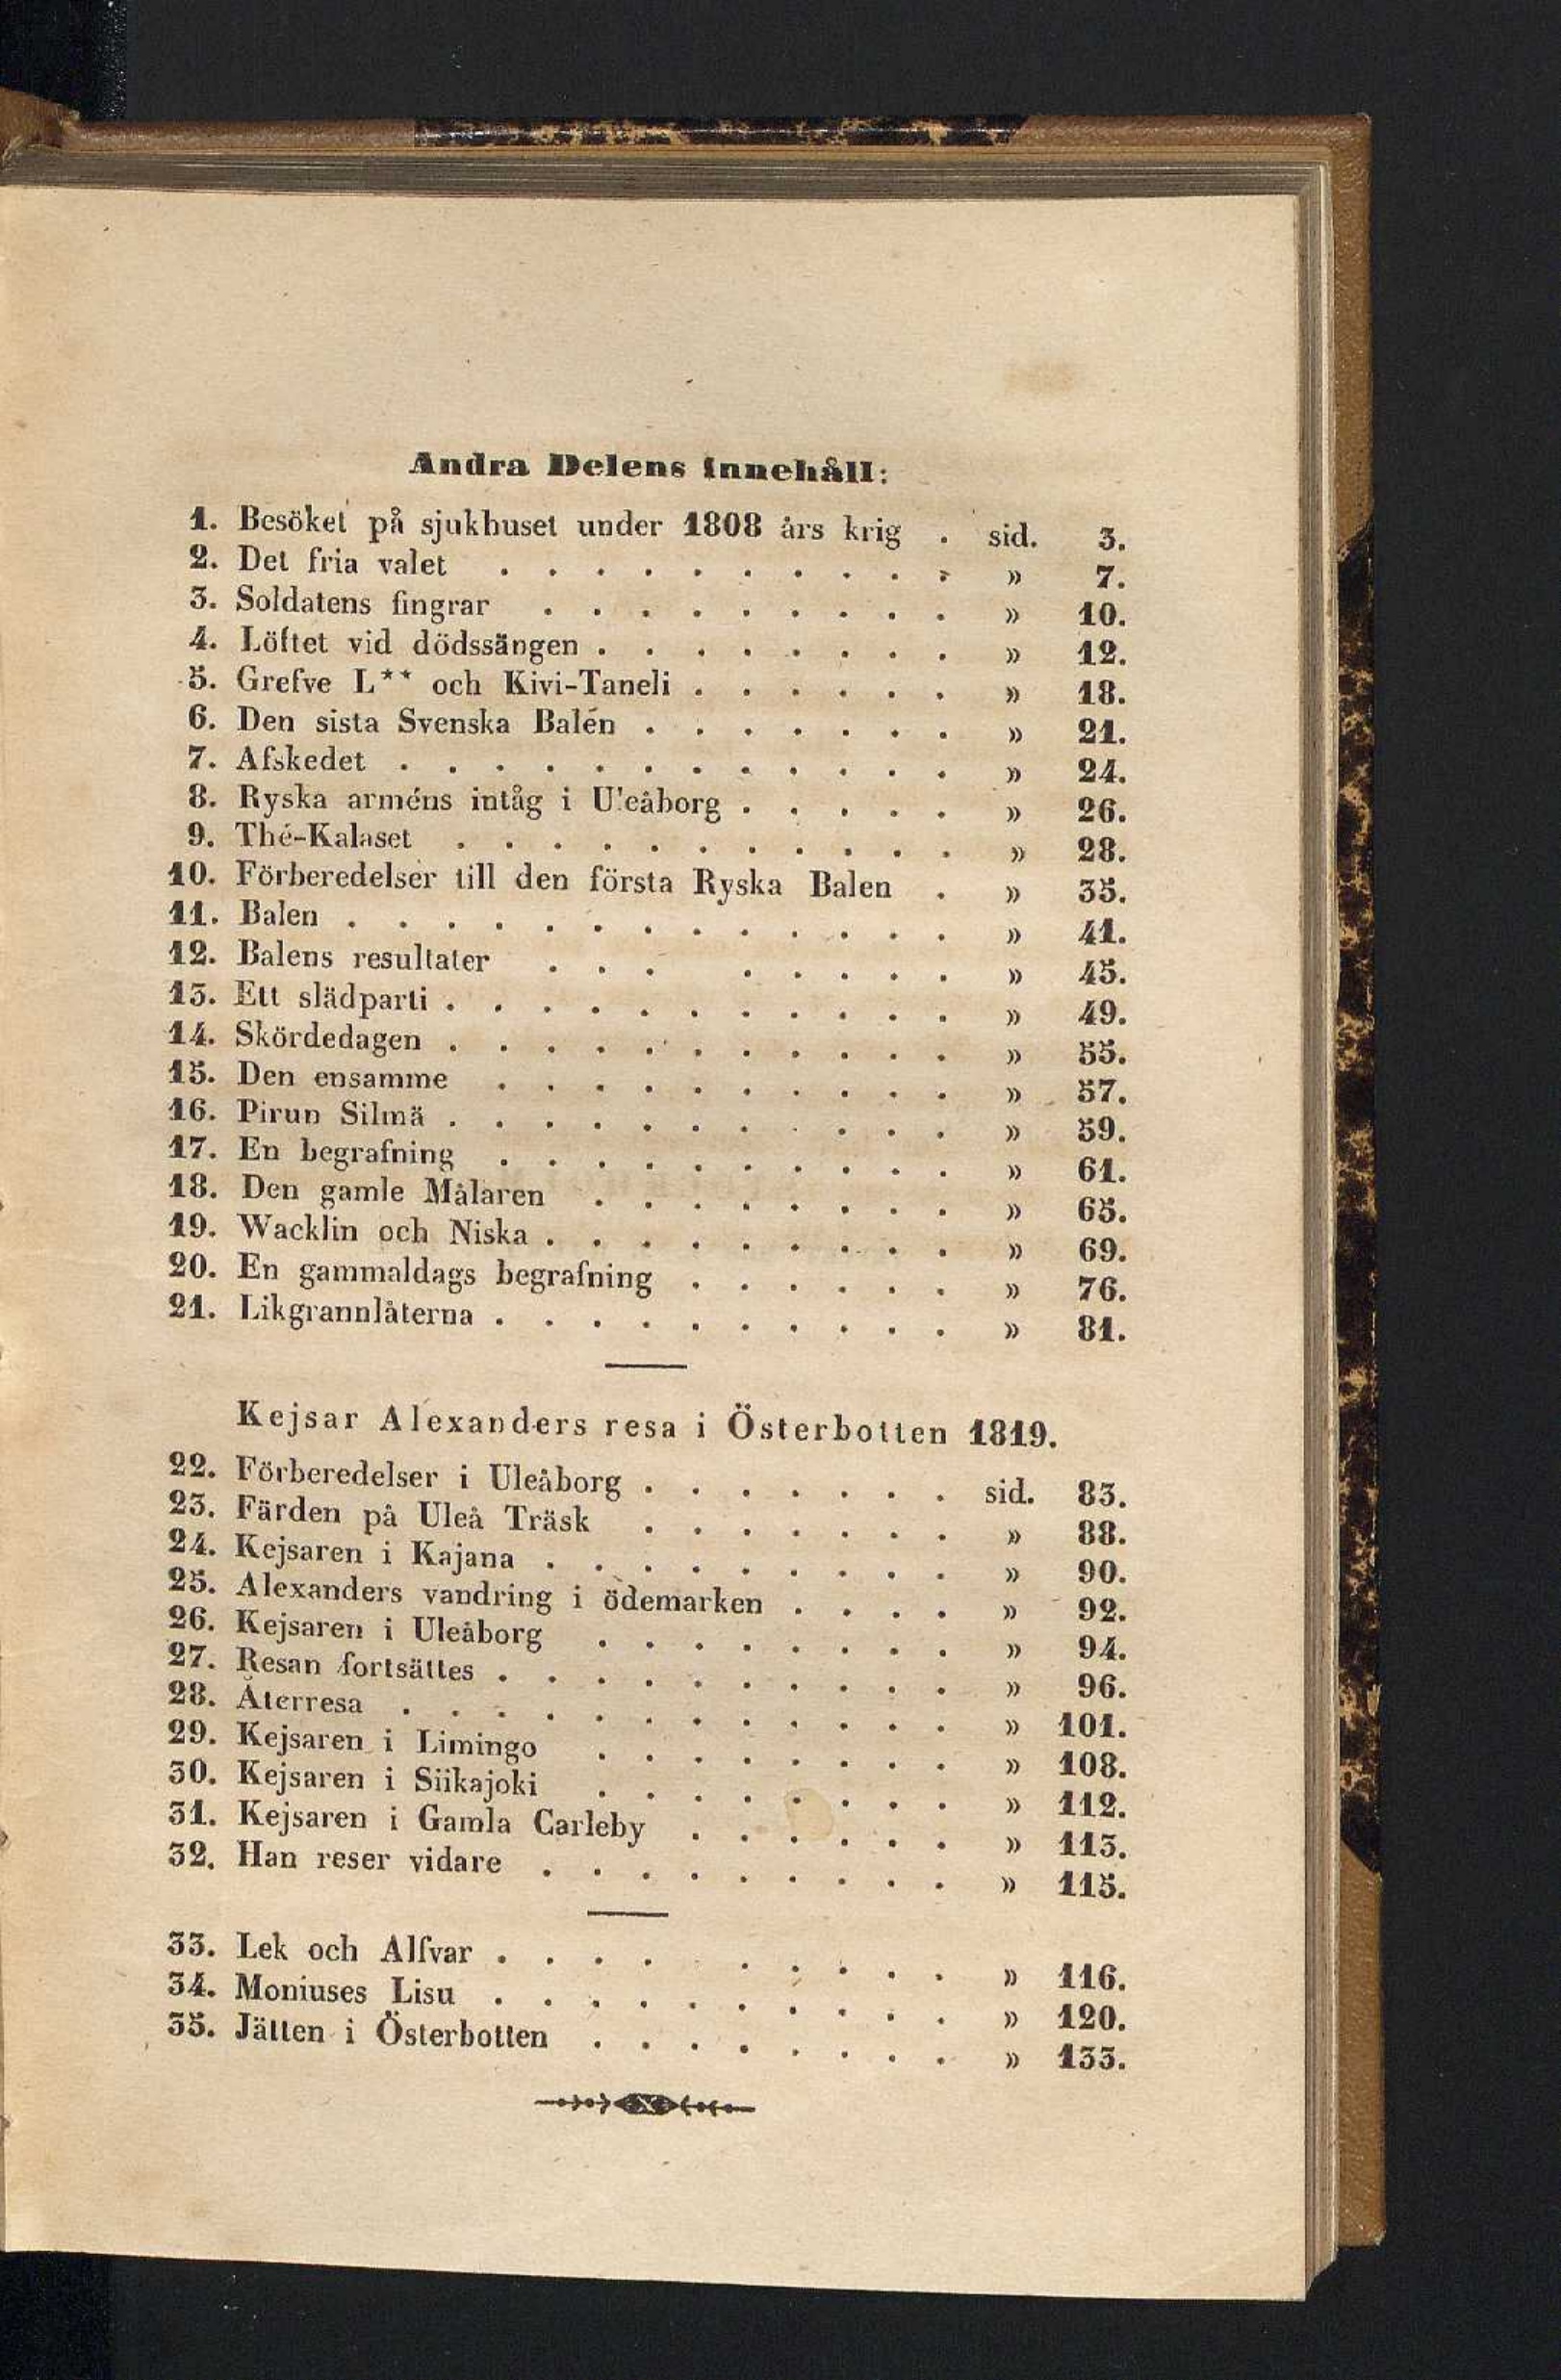 Andra Delens innehåll:
1. Besöket på sjukhuset under 1808 års krig . sid. 3.
2. Det fria valet . . . . . . . . . . » 7.
3. Soldatens fingrar . . . . . . . . . » 10.
4. Löftet vid dödssängen . . . . . . . . » 12.
5. Grefve L** och Kivi-Taneli . . . . . . » 18.
6. Den sista Svenska Balén . . . . . . . » 21.
7. Afskedet . . . . . . . . . . . . » 24.
8. Ryska arméns intåg i Uleåborg . . . . . » 26.
9. Thé-Kalaset . . . . . . . . . . . » 28.
10. Förberedelser till den första Ryska Balen . » 35.
11. Balen . . . . . . . . . . . . . » 41.
12. Balens resultater . . . . . . . . » 45.
13. Ett slädparti . . . . . . . . . . . » 49.
14. Skördedagen . . . . . . . . . . . » 55.
15. Den ensamme . . . . . . . . . . » 57.
16. Pirun Silmä . . . . . . . . . . . » 59.
17. En begrafning . . . . . . . . . . » 61.
18. Den gamle Målaren . . . . . . . . » 65.
19. Wacklin och Niska . . . . . . . . . » 69.
20. En gammaldags begrafning . . . . . . » 76.
21. Likgrannlåterna . . . . . . . . . . » 81.
Kejsar Alexanders resa i Österbotten 1819.
22. Förberedelser i Uleåborg . . . . . . . sid. 83.
23. Färden på Uleå Träsk . . . . . . . » 88.
24. Kejsaren i Kajana . . . . . . . . . » 90.
25. Alexanders vandring i ödemarken . . . . » 92.
26. Kejsaren i Uleåborg . . . . . . . . » 94.
27. Resan fortsättes . . . . . . . . . . » 96.
28. Återresa . . . . . . . . . . . . » 101.
29. Kejsaren i Limingo . . . . . . . . » 108.
30. Kejsaren i Siikajoki . . . . . . . . » 112.
31. Kejsaren i Gamla Carleby . . . . . . » 113.
32. Han reser vidare . . . . . . . . . » 115.
33. Lek och Alfvar . . . . . . . . . » 116.
34. Moniuses Lisu . . . . . . . . . . » 120.
35. Jätten i Österbotten . . . . . . . . » 133.